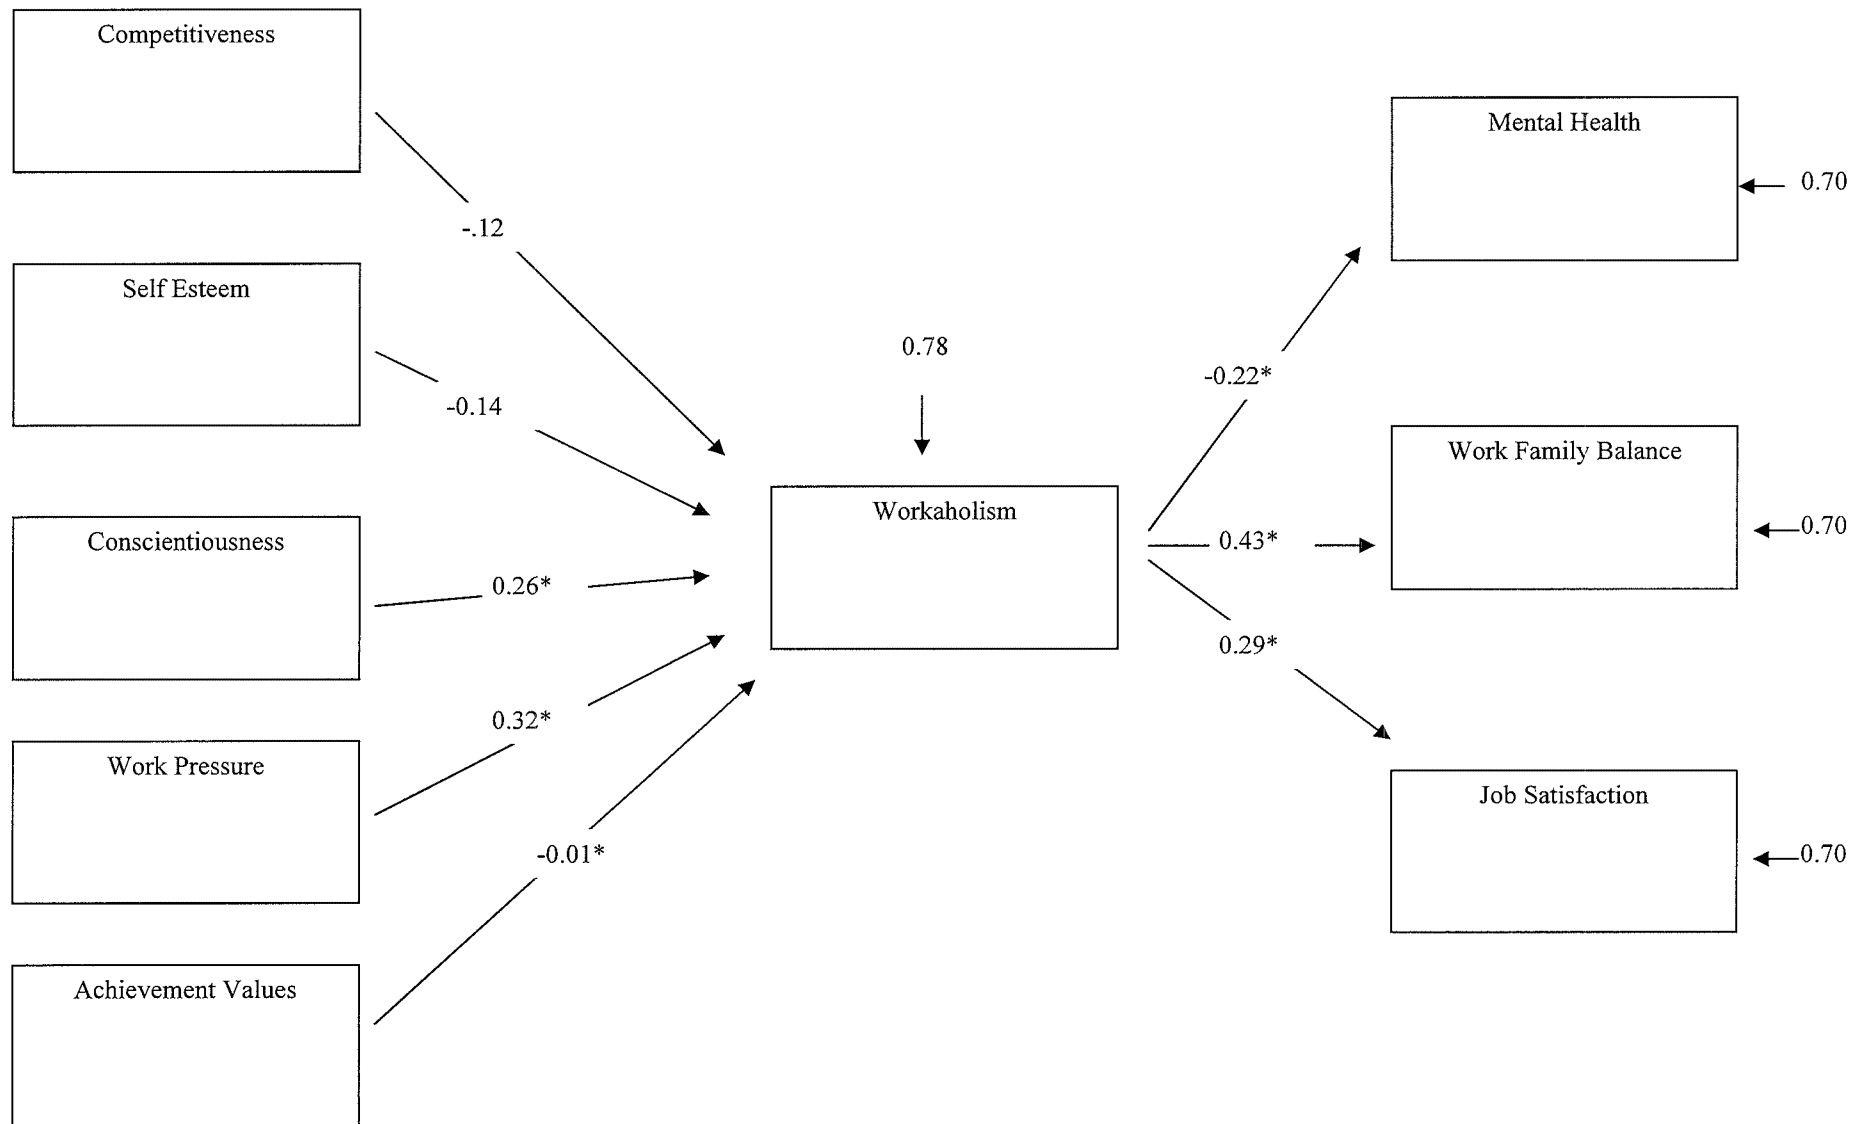 Competitiveness
Mental Health
0.70
-.12
Self Esteem
0.78
-0.22*
-0.14
Work Family Balance
Workaholism
0.70
Conscientiousness
0.43*
0.26*
0.29*
0.32*
Work Pressure
Job Satisfaction
-0.01*
0.70
Achievement Values